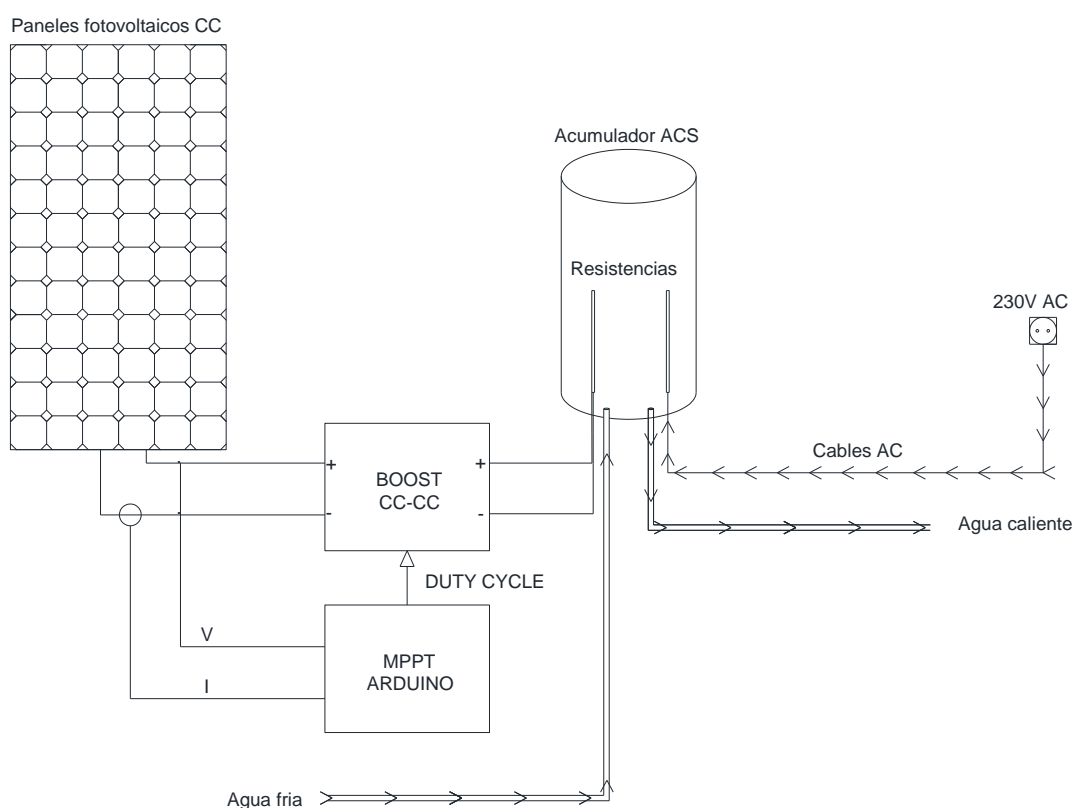 Paneles fotovoltaicos CC
Acumulador ACS
Resistencias
230V AC
Cables AC
+
+
BOOST
CC-CC
-
-
Agua caliente
DUTY CYCLE
V
MPPT
ARDUINO
I
Agua fria